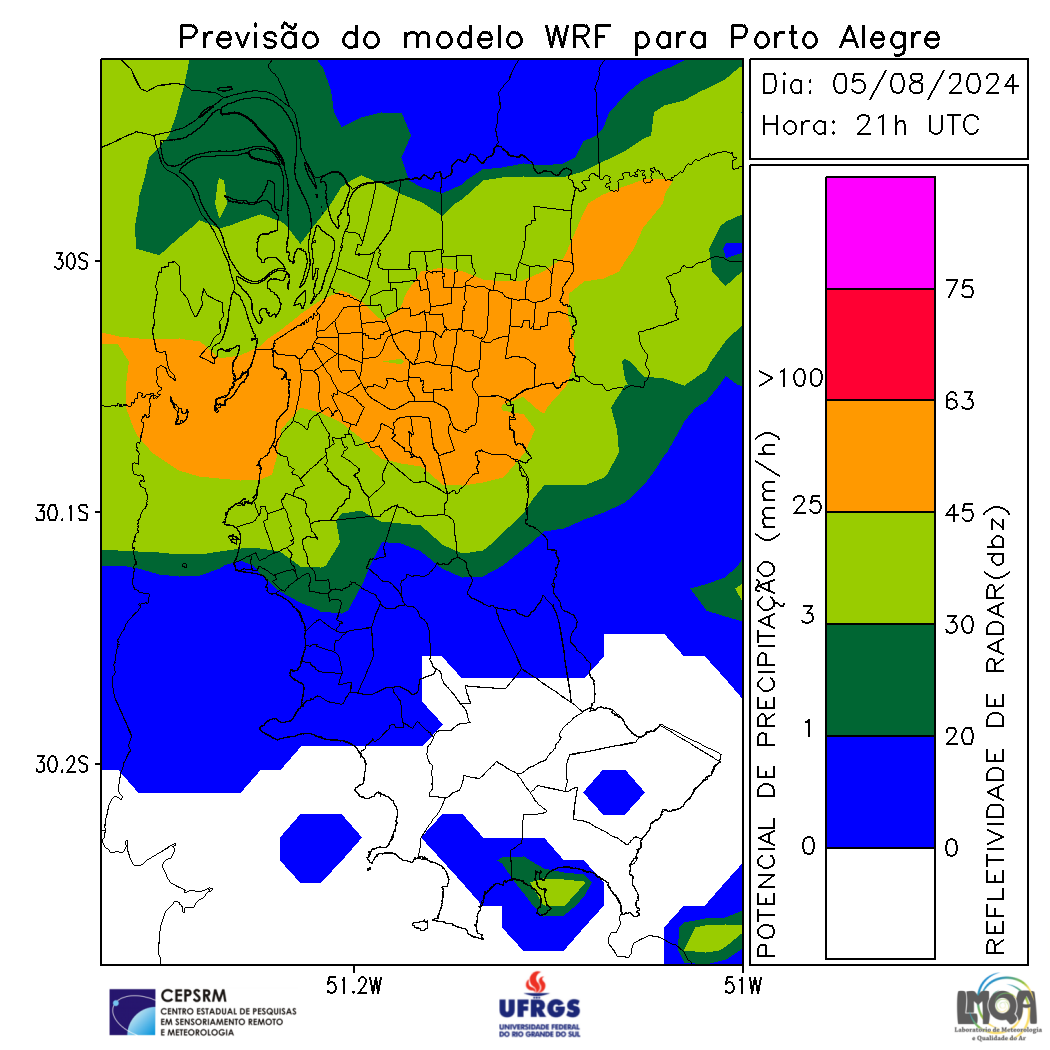 Previsão do modelo WRF para Porto Alegre
Dia: 05/08/2024
Hora: 21h UTC
30S
30.1S
30.2S
51.2W
51W
POTENCIAL DE PRECIPITAÇÃO (mm/h)
>100
25
3
1
0
75
63
45
30
20
0
REFLETIVIDADE DE RADAR(dbz)
CEPSRM
CENTRO ESTADUAL DE PESQUISAS
EM SENSORIAMENTO REMOTO
E METEOROLOGIA
UFRGS
UNIVERSIDADE FEDERAL
DO RIO GRANDE DO SUL
LMQA
Laboratório de Meteorologia
e Qualidade do Ar